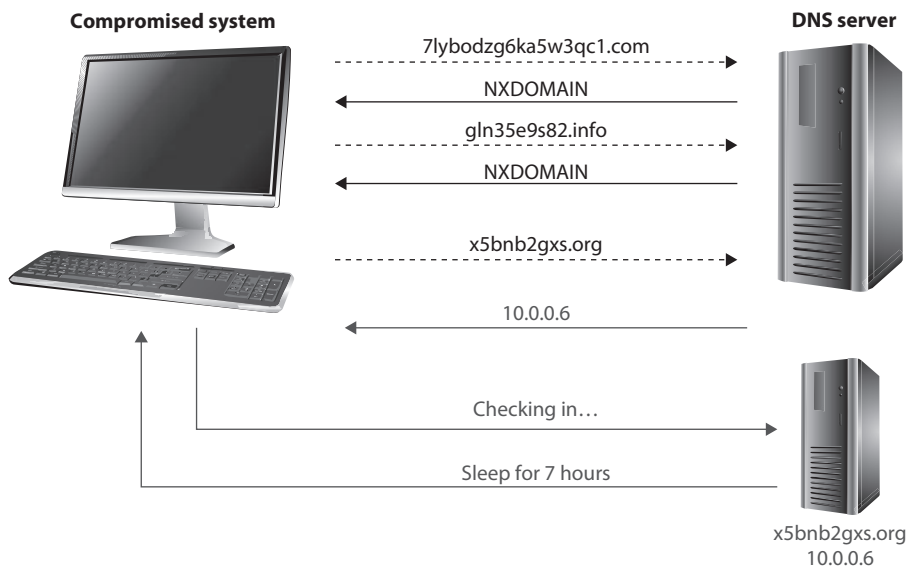 Compromised system
DNS server
7lybodzg6ka5w3qc1.com
NXDOMAIN
gln35e9s82.info
NXDOMAIN
x5bnb2gxs.org
10.0.0.6
Checking in…
Sleep for 7 hours
x5bnb2gxs.org
10.0.0.6